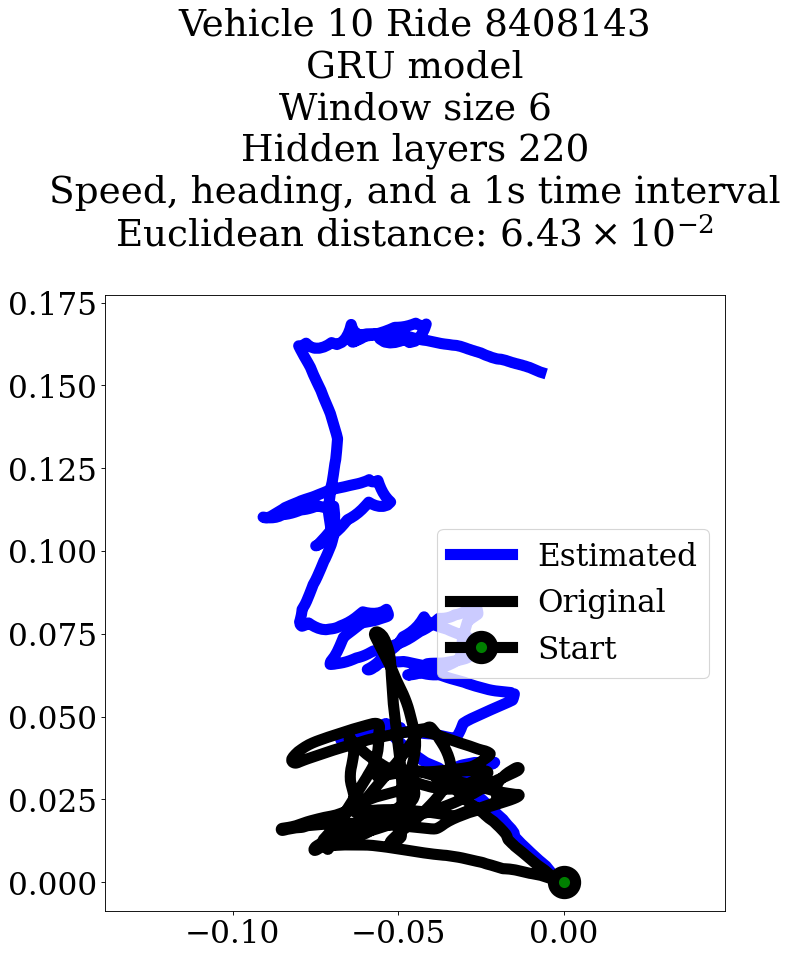 Vehicle 10 Ride 8408143
GRU model
Window size 6
Hidden layers 220
Speed, heading, and a 1s time interval
Euclidean distance: 6.43 × 10⁻²
0.175
0.150
0.125
0.100
0.075
0.050
0.025
0.000
Estimated
Original
Start
−0.10
−0.05
0.00